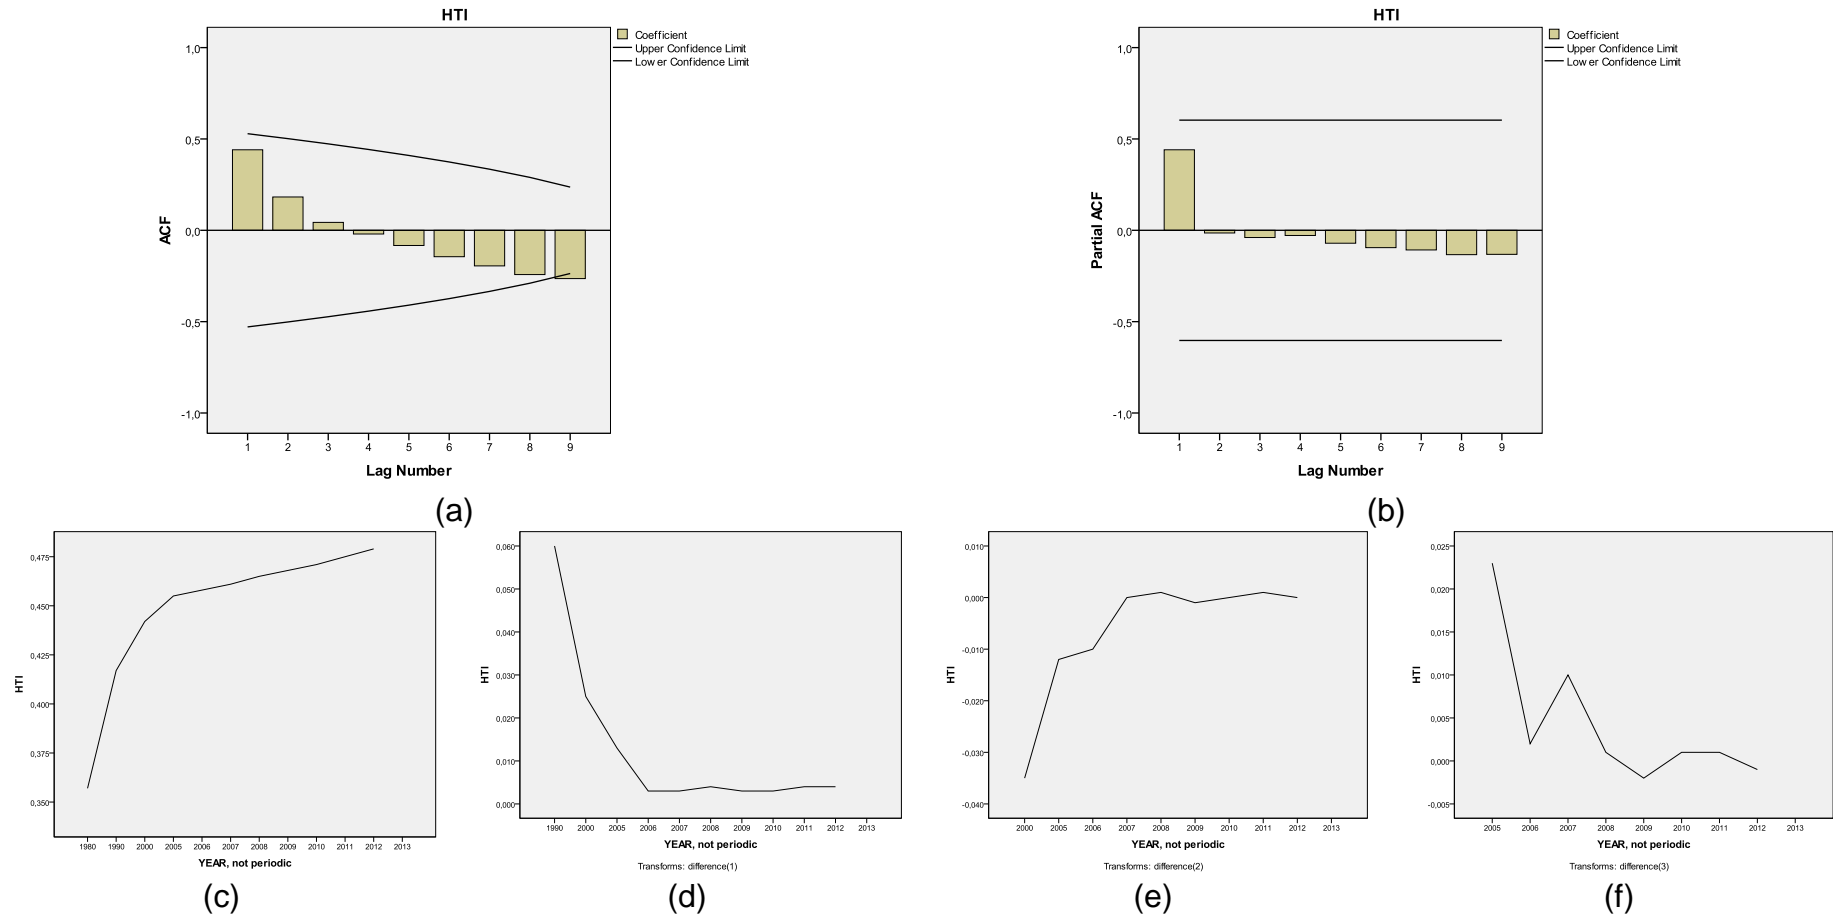 HTI
Coefficient
Upper Confidence Limit
Lower Confidence Limit
1,0
0,5
0,0
-0,5
-1,0
ACF
1 2 3 4 5 6 7 8 9
Lag Number
(a)
HTI
Coefficient
Upper Confidence Limit
Lower Confidence Limit
1,0
0,5
0,0
-0,5
-1,0
Partial ACF
1 2 3 4 5 6 7 8 9
Lag Number
(b)
0,475
0,450
0,425
0,400
0,375
0,350
HTI
1980 1990 2000 2005 2006 2007 2008 2009 2010 2011 2012 2013
YEAR, not periodic
(c)
0,060
0,050
0,040
0,030
0,020
0,010
0,000
HTI
1990 2000 2005 2006 2007 2008 2009 2010 2011 2012 2013
YEAR, not periodic
Transforms: difference(1)
(d)
0,010
0,000
-0,010
-0,020
-0,030
-0,040
HTI
2000 2005 2006 2007 2008 2009 2010 2011 2012 2013
YEAR, not periodic
Transforms: difference(2)
(e)
0,025
0,020
0,015
0,010
0,005
0,000
-0,005
HTI
2005 2006 2007 2008 2009 2010 2011 2012 2013
YEAR, not periodic
Transforms: difference(3)
(f)